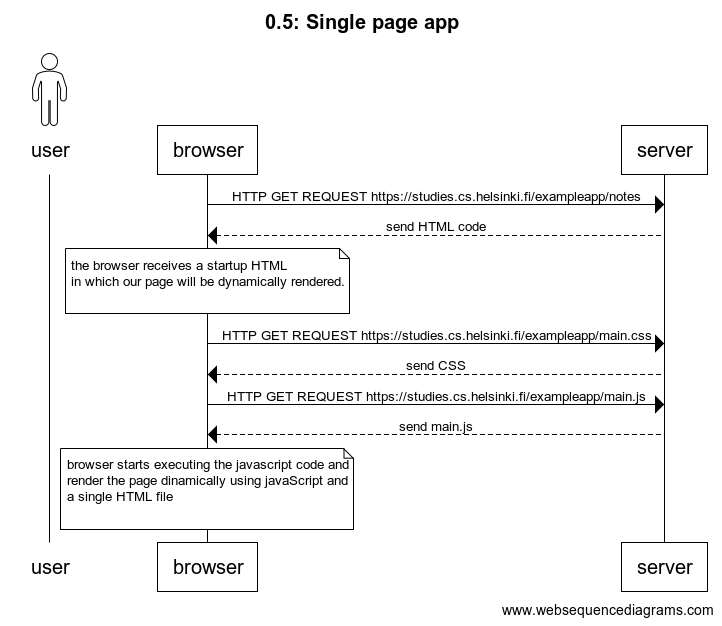 0.5: Single page app
user
browser
server
HTTP GET REQUEST https://studies.cs.helsinki.fi/exampleapp/notes
send HTML code
the browser receives a startup HTML
in which our page will be dynamically rendered.
HTTP GET REQUEST https://studies.cs.helsinki.fi/exampleapp/main.css
send CSS
HTTP GET REQUEST https://studies.cs.helsinki.fi/exampleapp/main.js
send main.js
browser starts executing the javascript code and
render the page dinamically using javaScript and
a single HTML file
user
browser
server
www.websequencediagrams.com